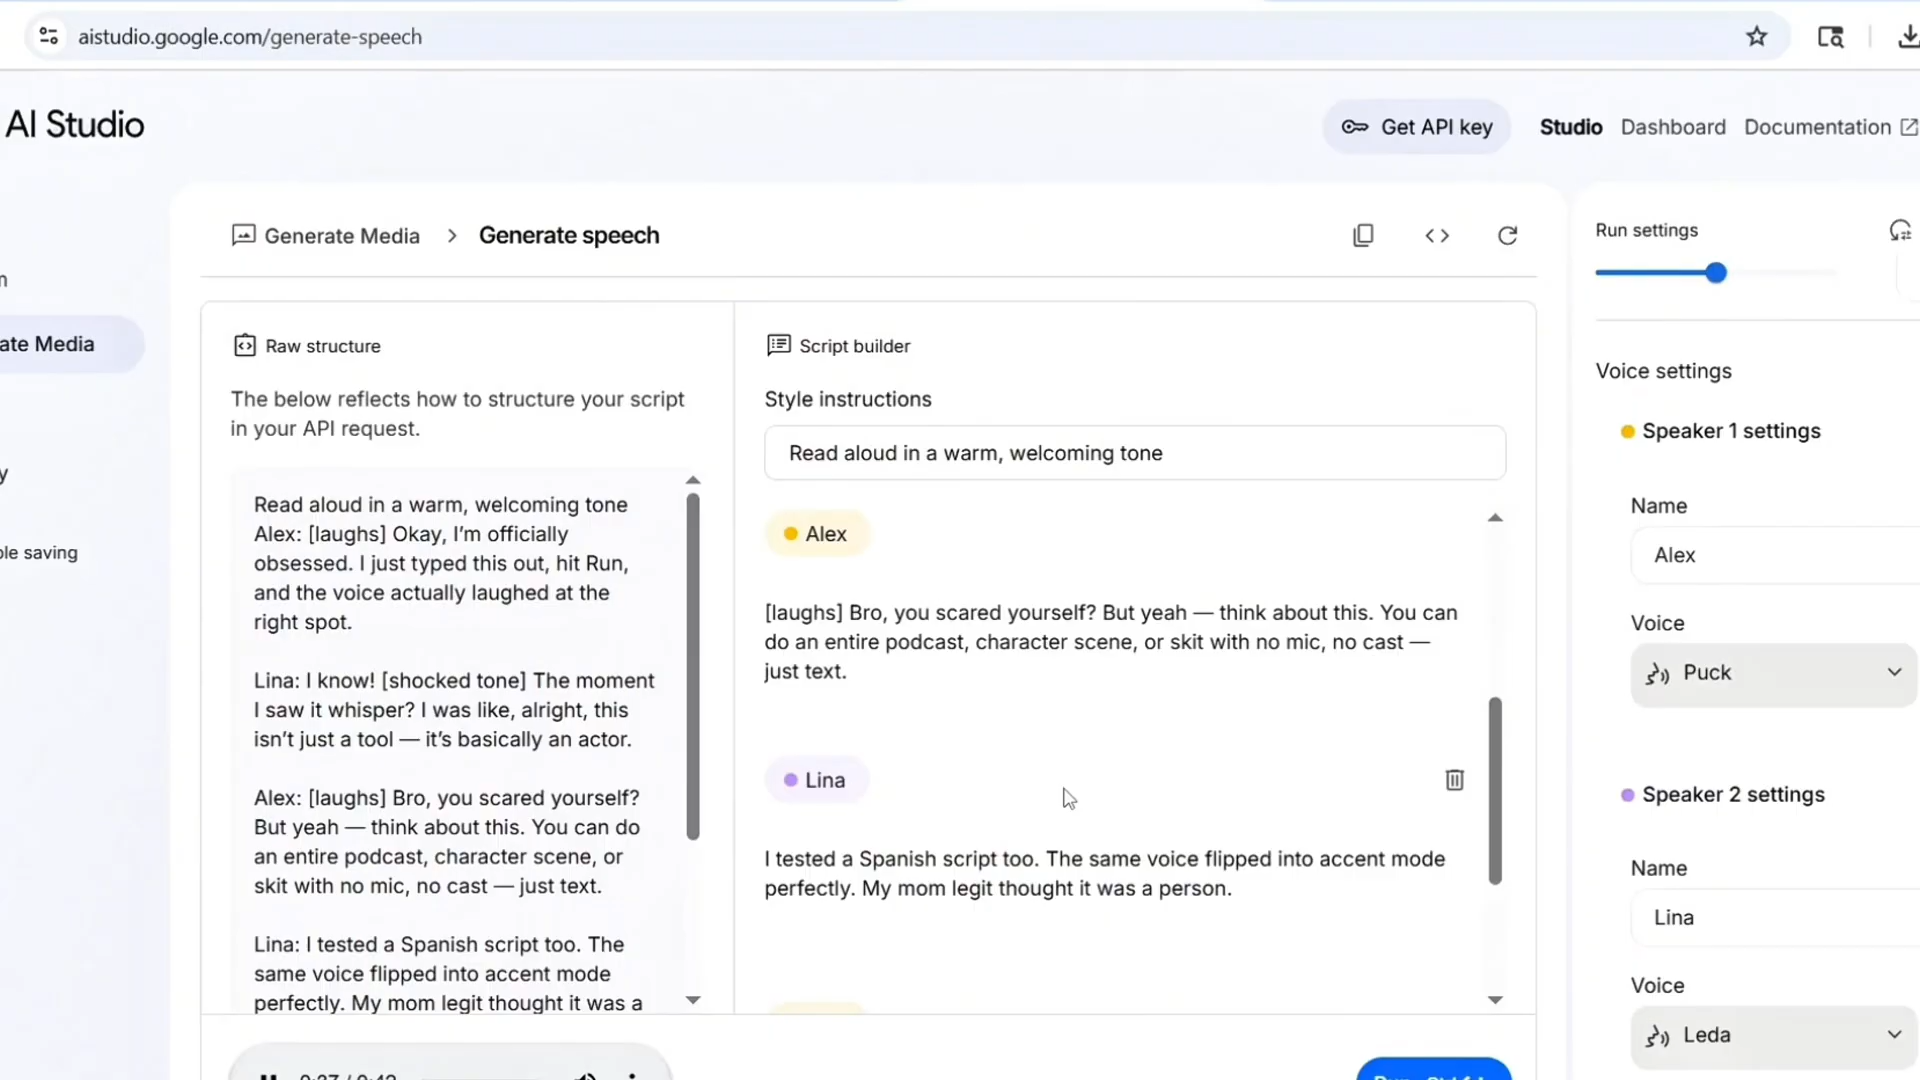 aistudio.google.com/generate-speech
AI Studio
Get API key
Studio
Dashboard
Documentation
Generate Media
Generate speech
Run settings
ate Media
ole saving
Raw structure
The below reflects how to structure your script
in your API request.
Read aloud in a warm, welcoming tone
Alex: [laughs] Okay, I’m officially
obsessed. I just typed this out, hit Run,
and the voice actually laughed at the
right spot.
Lina: I know! [shocked tone] The moment
I saw it whisper? I was like, alright, this
isn’t just a tool — it’s basically an actor.
Alex: [laughs] Bro, you scared yourself?
But yeah — think about this. You can do
an entire podcast, character scene, or
skit with no mic, no cast — just text.
Lina: I tested a Spanish script too. The
same voice flipped into accent mode
perfectly. My mom legit thought it was a
Script builder
Style instructions
Read aloud in a warm, welcoming tone
Alex
[laughs] Bro, you scared yourself? But yeah — think about this. You can
do an entire podcast, character scene, or skit with no mic, no cast —
just text.
Lina
I tested a Spanish script too. The same voice flipped into accent mode
perfectly. My mom legit thought it was a person.
Voice settings
Speaker 1 settings
Name
Alex
Voice
Puck
Speaker 2 settings
Name
Lina
Voice
Leda